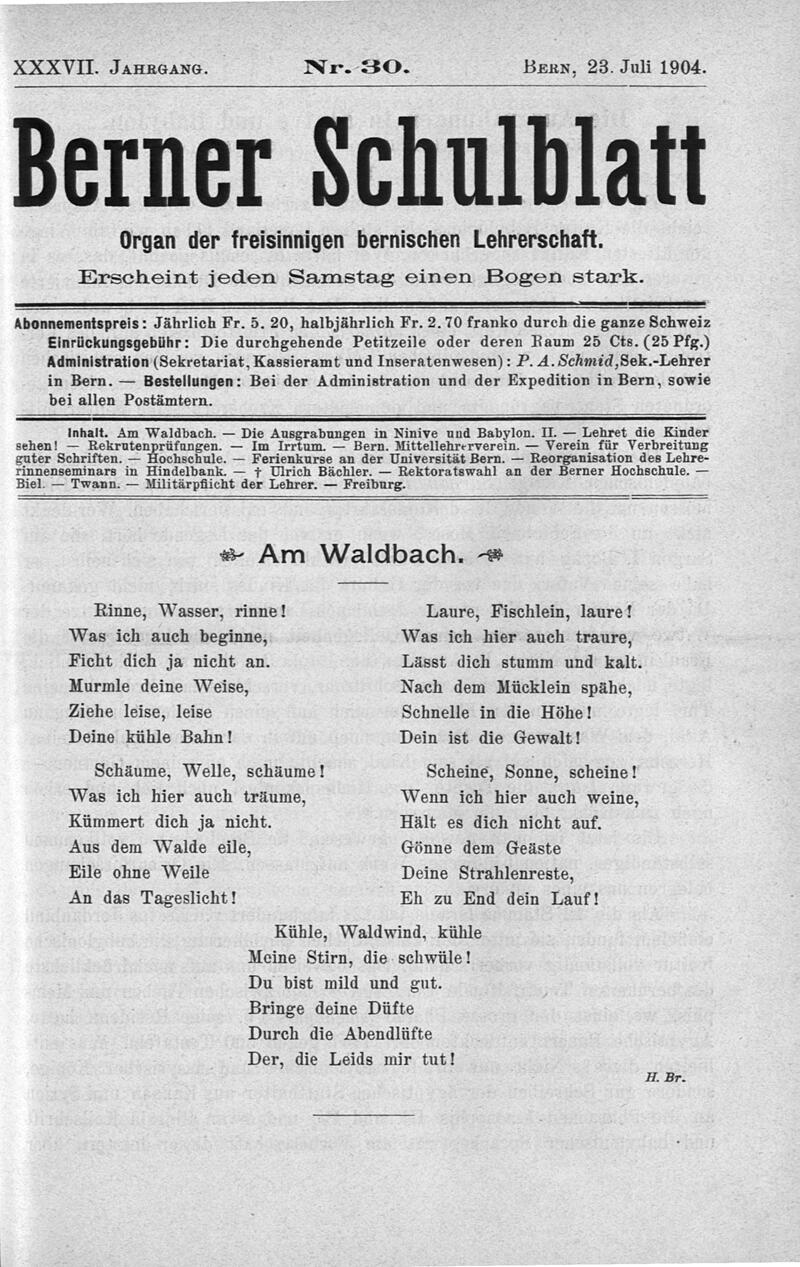 XXXVII. Jahrgang. Nr. 30. Bern, 23. Juli 1904.
Berner Schulblatt
Organ der freisinnigen bernischen Lehrerschaft.
Erscheint jeden Samstag einen Bogen stark.
Abonnementspreis: Jährlich Fr. 5. 20, halbjährlich Fr. 2.70 franko durch die ganze Schweiz
Einrückungsgebühr: Die durchgehende Petitzeile oder deren Raum 25 Cts. (25 Pfg.)
Administration (Sekretariat, Kassieramt und Inseratenwesen): P. A. Schmid, Sek.-Lehrer
in Bern. — Bestellungen: Bei der Administration und der Expedition in Bern, sowie
bei allen Postämtern.
Inhalt. Am Waldbach. — Die Ausgrabungen in Ninive und Babylon. II. — Lehret die Kinder
sehen! — Rekrutenprüfungen. — Im Irrtum. — Bern. Mittellehrerverein. — Verein für Verbreitung
guter Schriften. — Hochschule. — Ferienkurse an der Universität Bern. — Reorganisation des Lehre-
rinnenseminars in Hindelbank. — † Ulrich Bächler. — Rektoratswahl an der Berner Hochschule. —
Biel. — Twann. — Militärpflicht der Lehrer. — Freiburg.
Am Waldbach.
Rinne, Wasser, rinne!
Was ich auch beginne,
Ficht dich ja nicht an.
Murmle deine Weise,
Ziehe leise, leise
Deine kühle Bahn!
Schäume, Welle, schäume!
Was ich hier auch träume,
Kümmert dich ja nicht.
Aus dem Walde eile,
Eile ohne Weile
An das Tageslicht!
Laure, Fischlein, laure!
Was ich hier auch traure,
Lässt dich stumm und kalt.
Nach dem Mücklein spähe,
Schnelle in die Höhe!
Dein ist die Gewalt!
Scheine, Sonne, scheine!
Wenn ich hier auch weine,
Hält es dich nicht auf.
Gönne dem Geäste
Deine Strahlenreste,
Eh zu End dein Lauf!
Kühle, Waldwind, kühle
Meine Stirn, die schwüle!
Du bist mild und gut.
Bringe deine Düfte
Durch die Abendlüfte
Der, die Leids mir tut!
H. Br.